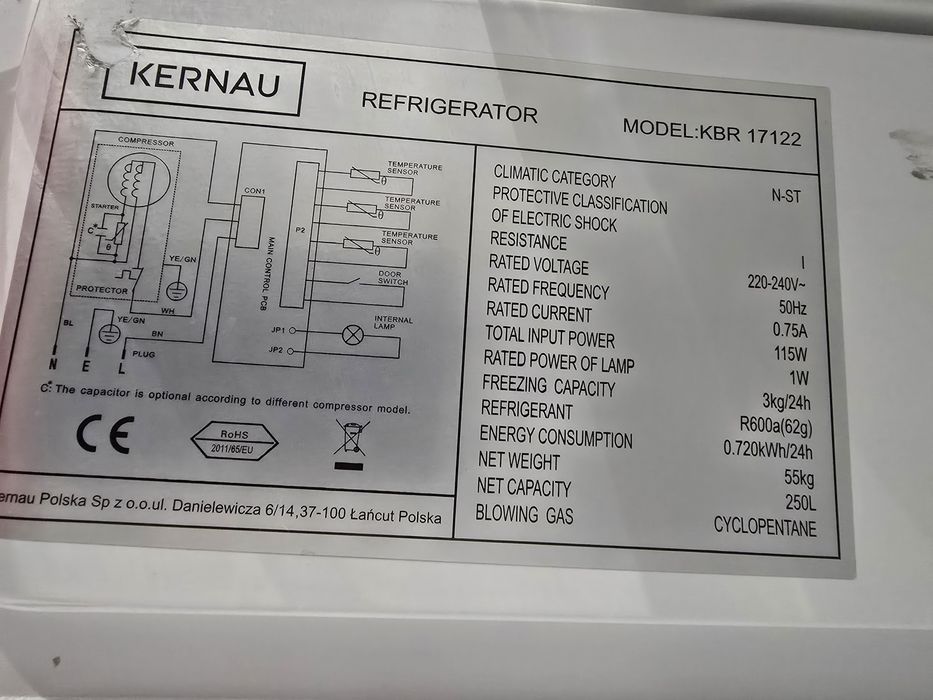 KERNAU
REFRIGERATOR
MODEL:KBR 17122
COMPRESSOR
STARTER
C*
θ
PROTECTOR
YE/GN
WH
BL
YE/GN
BN
PLUG
N E L
CON1
MAIN CONTROL PCB
P2
JP1
JP2
TEMPERATURE
SENSOR
θ
TEMPERATURE
SENSOR
θ
TEMPERATURE
SENSOR
θ
DOOR
SWITCH
INTERNAL
LAMP
C*: The capacitor is optional according to different compressor model.
CE
RoHS
2011/65/EU
ernau Polska Sp z o.o.ul. Danielewicza 6/14,37-100 Łańcut Polska
CLIMATIC CATEGORY N-ST
PROTECTIVE CLASSIFICATION
OF ELECTRIC SHOCK
RESISTANCE I
RATED VOLTAGE 220-240V~
RATED FREQUENCY 50Hz
RATED CURRENT 0.75A
TOTAL INPUT POWER 115W
RATED POWER OF LAMP 1W
FREEZING CAPACITY 3kg/24h
REFRIGERANT R600a(62g)
ENERGY CONSUMPTION 0.720kWh/24h
NET WEIGHT 55kg
NET CAPACITY 250L
BLOWING GAS CYCLOPENTANE